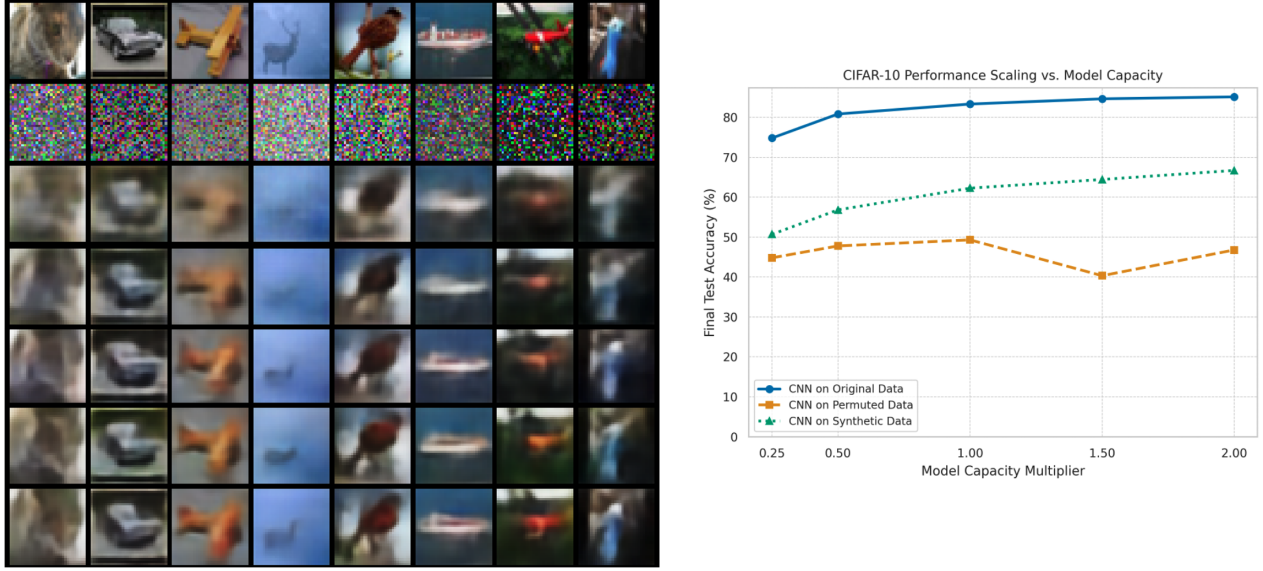 CIFAR-10 Performance Scaling vs. Model Capacity
Final Test Accuracy (%)
80
70
60
50
40
30
20
10
0
CNN on Original Data
CNN on Permuted Data
CNN on Synthetic Data
0.25 0.50 1.00 1.50 2.00
Model Capacity Multiplier